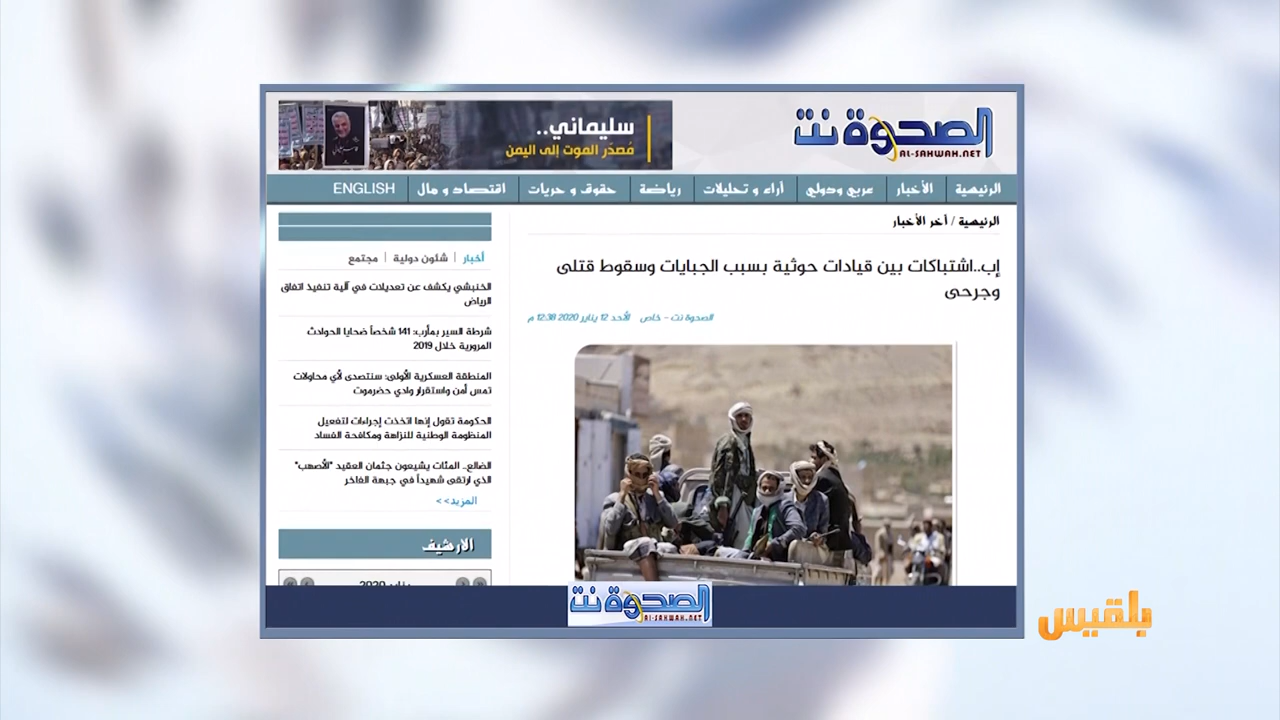 الصحوة نت
AL-SAHWAH.NET
سليماني..
مُصدّر الموت إلى اليمن
الرئيسية
الأخبار
عربي ودولي
آراء و تحليلات
رياضة
حقوق و حريات
اقتصاد و مال
ENGLISH
الرئيسية / آخر الأخبار
إب..اشتباكات بين قيادات حوثية بسبب الجبايات وسقوط قتلى
وجرحى
الصحوة نت - خاص الأحد 12 يناير 2020 12:38 م
أخبار | شئون دولية | مجتمع
الخنبشي يكشف عن تعديلات في آلية تنفيذ اتفاق
الرياض
شرطة السير بمأرب: 141 شخصاً ضحايا الحوادث
المرورية خلال 2019
المنطقة العسكرية الأولى: سنتصدى لأي محاولات
تمس أمن واستقرار وادي حضرموت
الحكومة تقول إنها اتخذت إجراءات لتفعيل
المنظومة الوطنية للنزاهة ومكافحة الفساد
الضالع.. المئات يشيعون جثمان العقيد "الأصهب"
الذي ارتقى شهيداً في جبهة الفاخر
المزيد>>
الارشيف
يناير 2020
الصحوة نت
AL-SAHWAH.NET
بلقيس